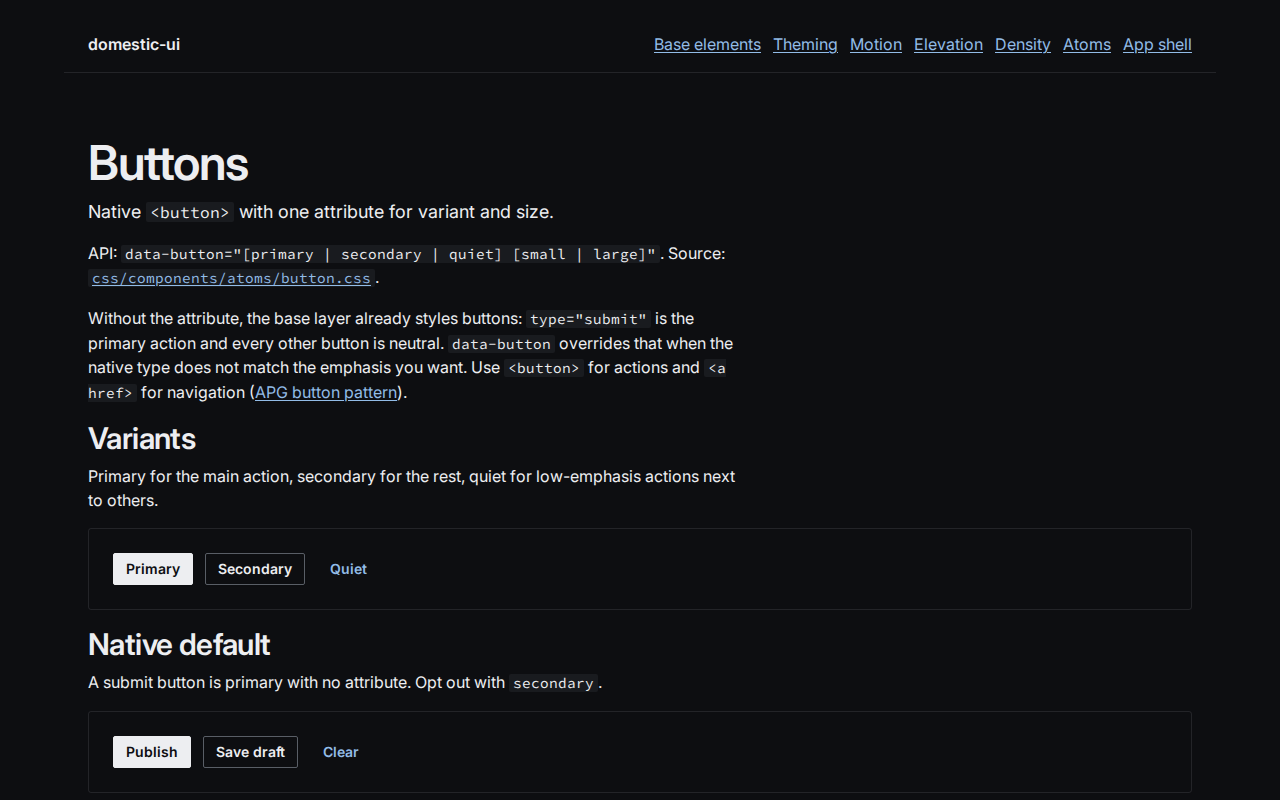 domestic-ui
Base elements Theming Motion Elevation Density Atoms App shell
Buttons
Native <button> with one attribute for variant and size.
API: data-button="[primary | secondary | quiet] [small | large]". Source:
css/components/atoms/button.css.
Without the attribute, the base layer already styles buttons: type="submit" is the
primary action and every other button is neutral. data-button overrides that when the
native type does not match the emphasis you want. Use <button> for actions and <a
href> for navigation (APG button pattern).
Variants
Primary for the main action, secondary for the rest, quiet for low-emphasis actions next
to others.
Primary Secondary Quiet
Native default
A submit button is primary with no attribute. Opt out with secondary.
Publish Save draft Clear